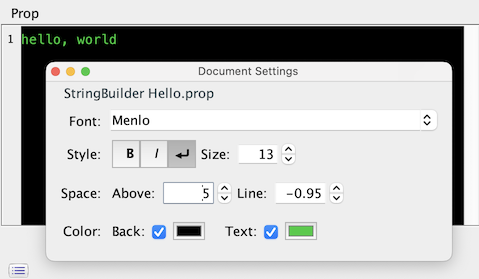 Prop
1 hello, world
Document Settings
StringBuilder Hello.prop
Font: Menlo
Style: B I Size: 13
Space: Above: 5 Line: -0.95
Color: Back: Text: